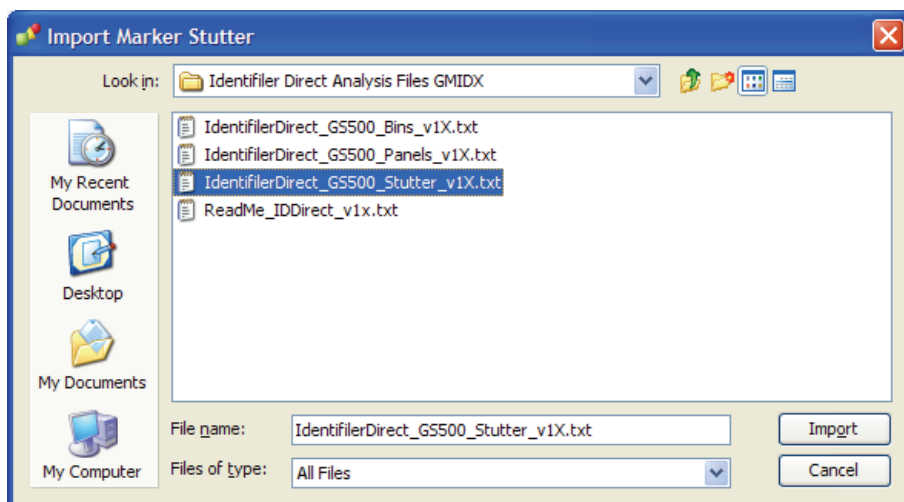 Import Marker Stutter
Look in: Identifiler Direct Analysis Files GMIDX
My Recent Documents
Desktop
My Documents
My Computer
IdentifilerDirect_GS500_Bins_v1X.txt
IdentifilerDirect_GS500_Panels_v1X.txt
IdentifilerDirect_GS500_Stutter_v1X.txt
ReadMe_IDDirect_v1x.txt
File name: IdentifilerDirect_GS500_Stutter_v1X.txt
Import
Files of type: All Files
Cancel